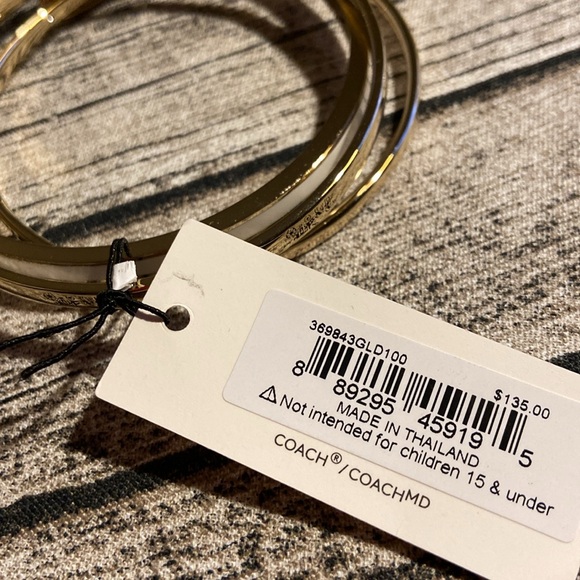 369843GLD100
$135.00
8 89295 45919 5
MADE IN THAILAND
⚠ Not intended for children 15 & under
COACH®/COACHMD